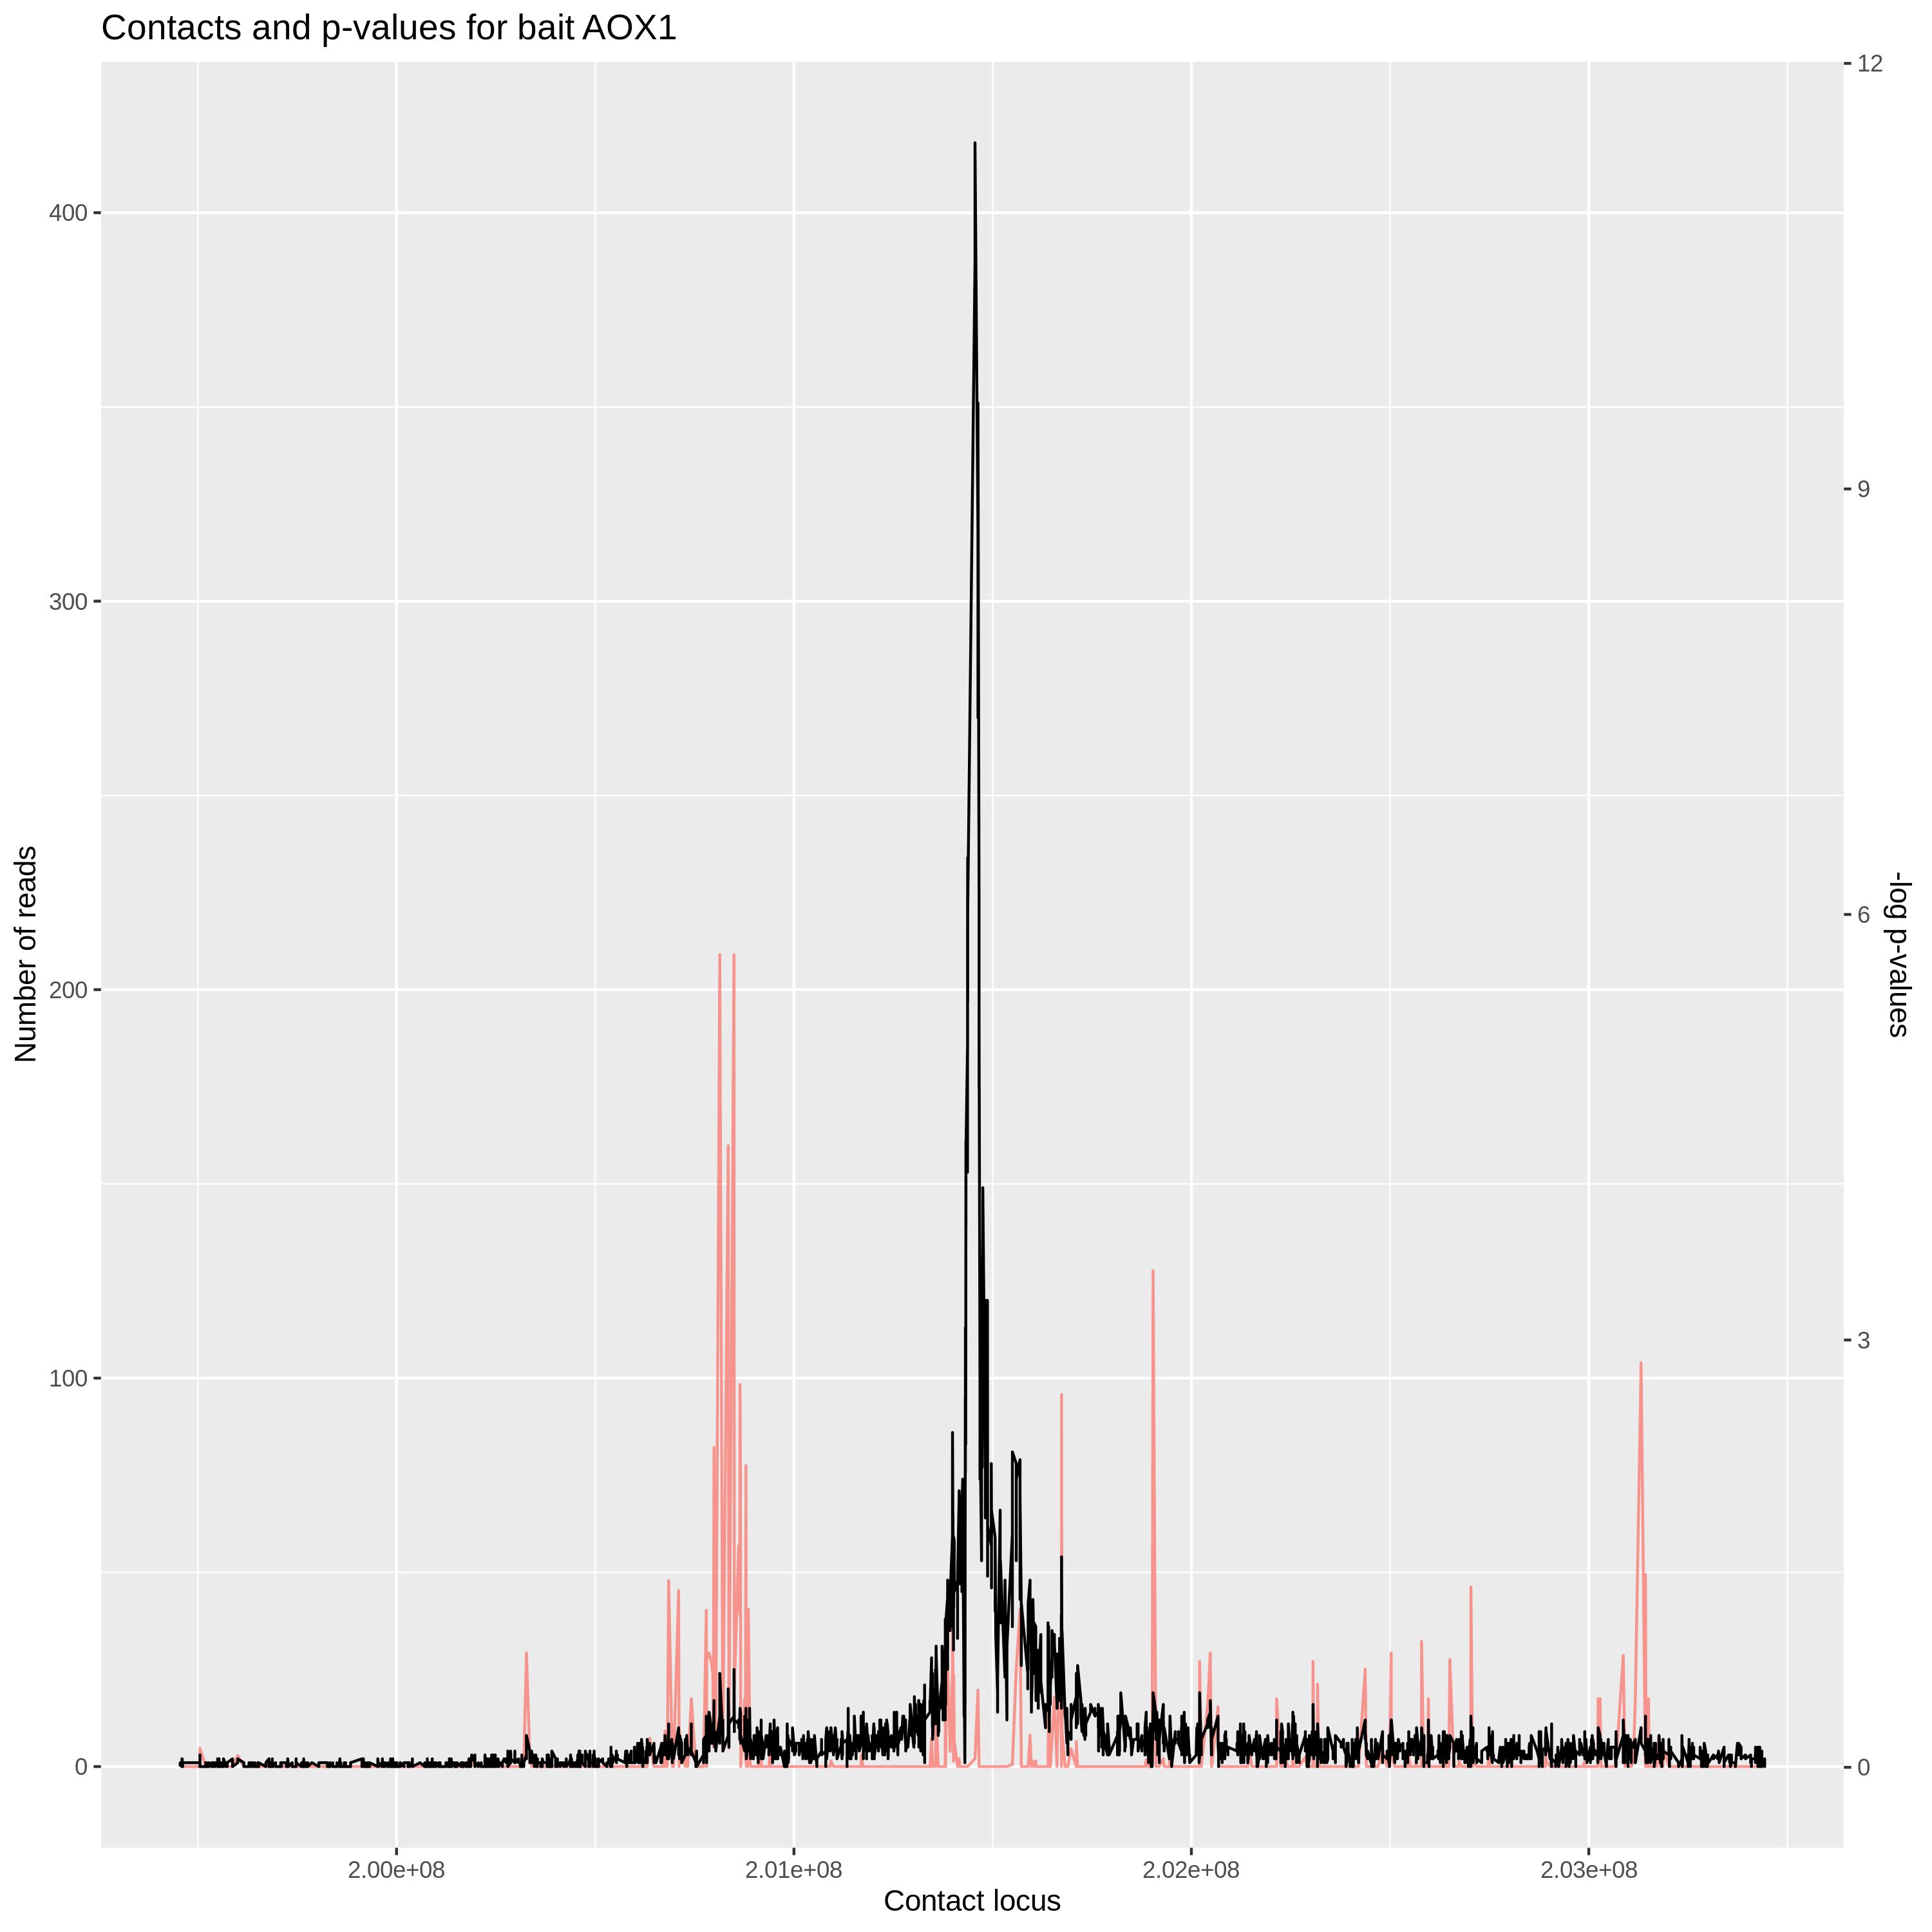 Contacts and p-values for bait AOX1
12
400
9
300
6
200
3
100
0
0
Number of reads
-log p-values
2.00e+08
2.01e+08
2.02e+08
2.03e+08
Contact locus